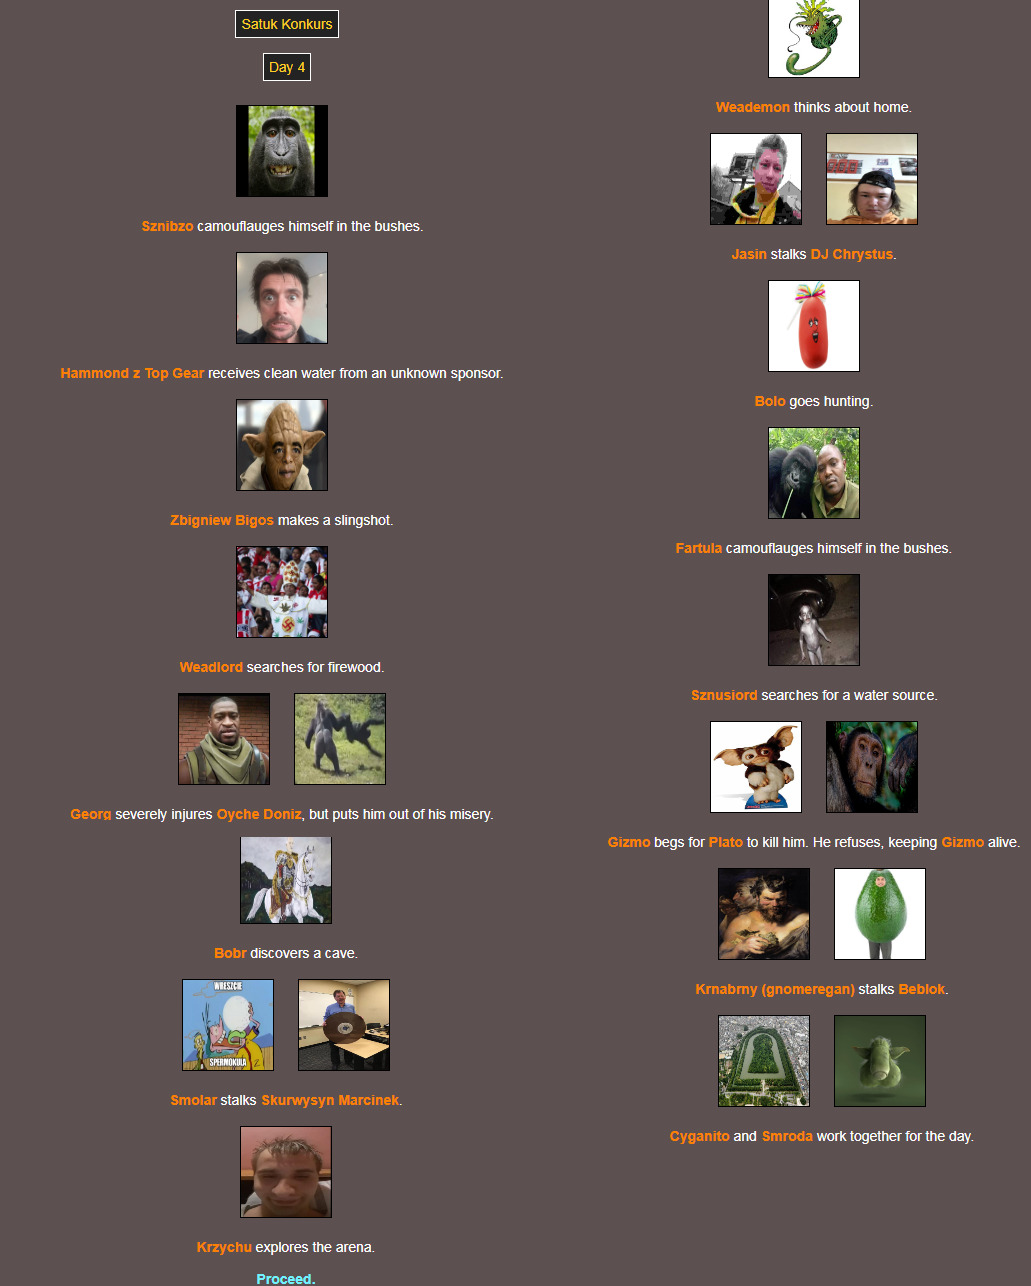 Satuk Konkurs
Day 4
Sznibzo camouflauges himself in the bushes.
Hammond z Top Gear receives clean water from an unknown sponsor.
Zbigniew Bigos makes a slingshot.
Weadlord searches for firewood.
Georg severely injures Oyche Doniz, but puts him out of his misery.
Bobr discovers a cave.
WRESZCIE
SPERMOKULA
Smolar stalks Skurwysyn Marcinek.
Krzychu explores the arena.
Proceed.
Weademon thinks about home.
Jasin stalks DJ Chrystus.
Bolo goes hunting.
Fartula camouflauges himself in the bushes.
Sznusiord searches for a water source.
Gizmo begs for Plato to kill him. He refuses, keeping Gizmo alive.
Krnabrny (gnomeregan) stalks Beblok.
Cyganito and Smroda work together for the day.